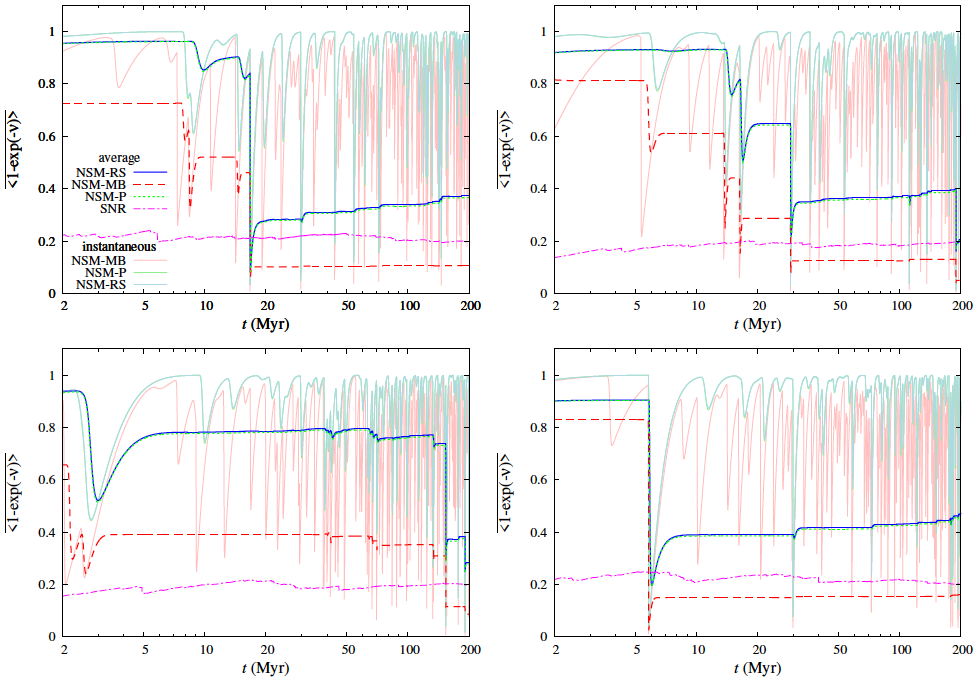 1
0.8
0.6
0.4
0.2
0
<1-exp(-ν)>
average
NSM-RS
NSM-MB
NSM-P
SNR
instantaneous
NSM-MB
NSM-P
NSM-RS
2 5 10 20 50 100 200
t (Myr)
1
0.8
0.6
0.4
0.2
0
<1-exp(-ν)>
2 5 10 20 50 100 200
t (Myr)
1
0.8
0.6
0.4
0.2
0
<1-exp(-ν)>
2 5 10 20 50 100 200
t (Myr)
1
0.8
0.6
0.4
0.2
0
<1-exp(-ν)>
2 5 10 20 50 100 200
t (Myr)